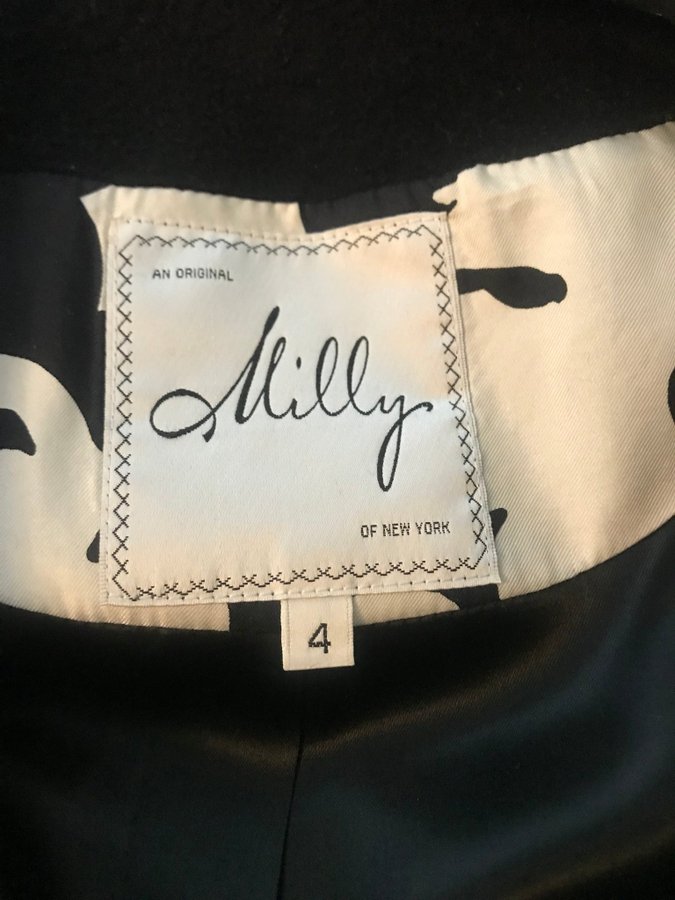 AN ORIGINAL
Milly
OF NEW YORK
4